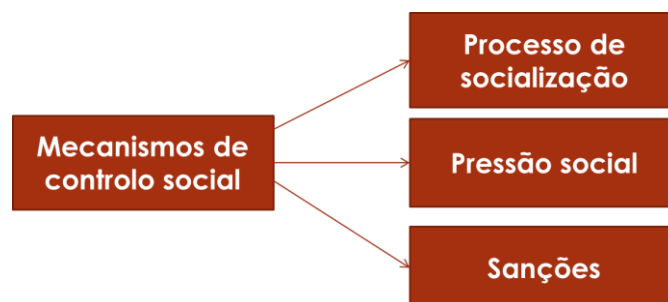 Mecanismos de
controlo social
Processo de
socialização
Pressão social
Sanções